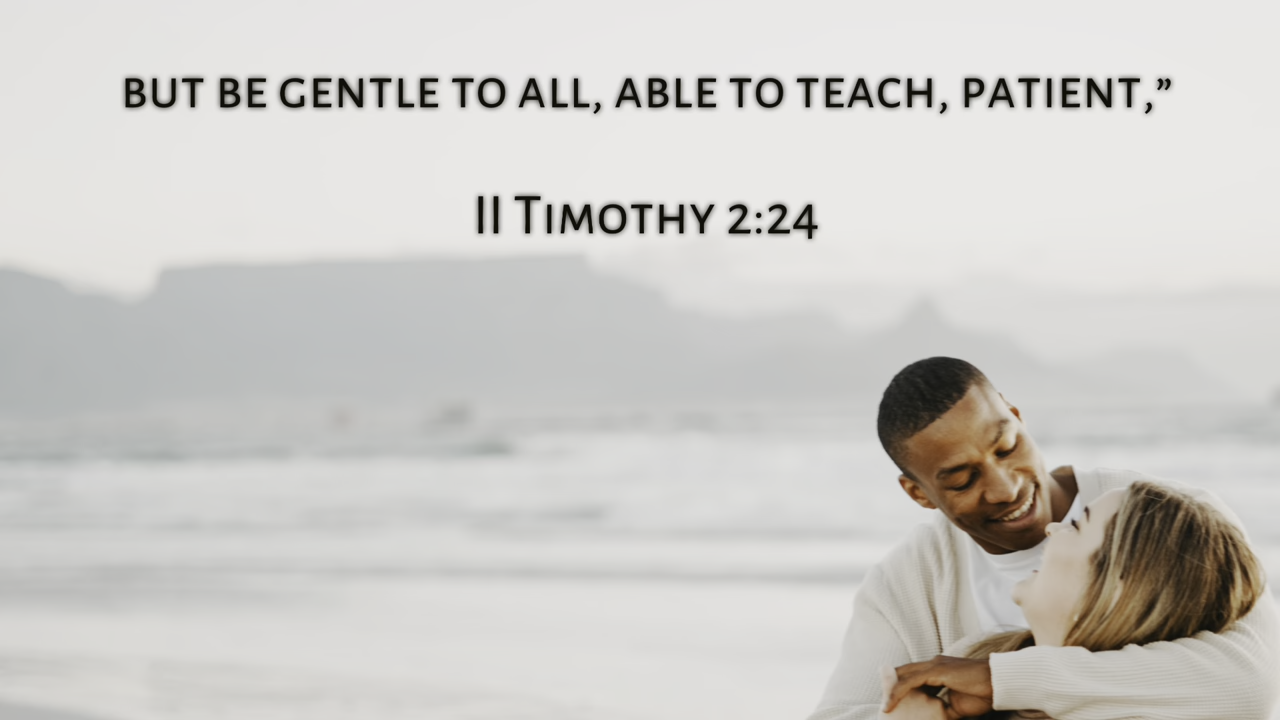 but be gentle to all, able to teach, patient,”
II Timothy 2:24